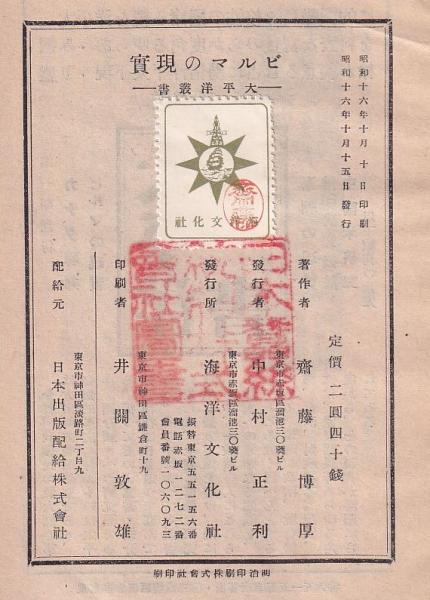 ビルマの現實
―大平洋叢書―
昭和十六年十月十日印刷
昭和十六年十月十五日發行
海洋文化社
定價 二圓四十錢
著作者 齋藤博厚
東京市赤坂區溜池三〇葵ビル
發行者 中村正利
東京市赤坂區溜池三〇葵ビル
發行所 海洋文化社
振替東京五五一五六番
電話赤坂一二七二番
會員番號一〇六〇九三
東京市神田區鎌倉町十九
印刷者 井關敦雄
東京市神田區淡路町二丁目九
配給元 日本出版配給株式會社
明治印刷株式會社印刷